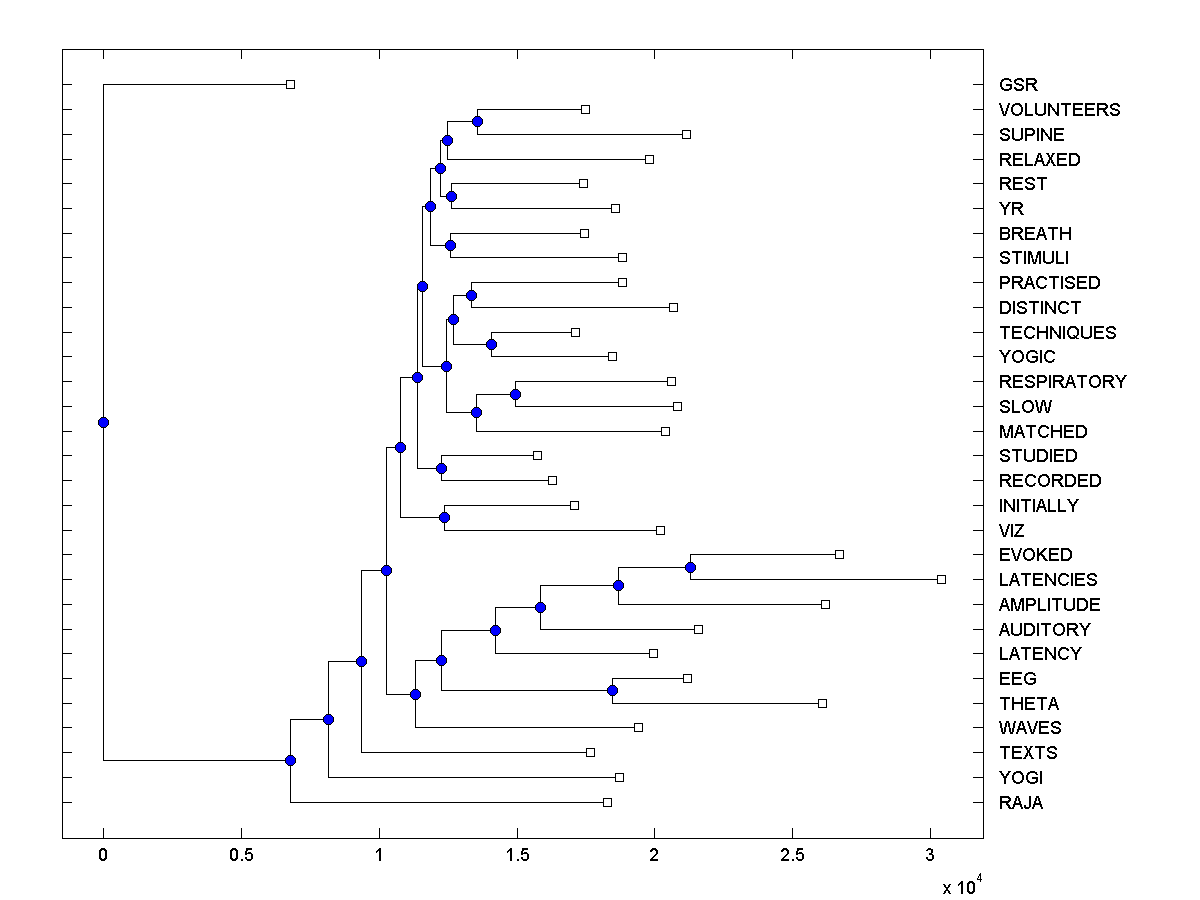 GSR
VOLUNTEERS
SUPINE
RELAXED
REST
YR
BREATH
STIMULI
PRACTISED
DISTINCT
TECHNIQUES
YOGIC
RESPIRATORY
SLOW
MATCHED
STUDIED
RECORDED
INITIALLY
VIZ
EVOKED
LATENCIES
AMPLITUDE
AUDITORY
LATENCY
EEG
THETA
WAVES
TEXTS
YOGI
RAJA
0 0.5 1 1.5 2 2.5 3
x 10^4